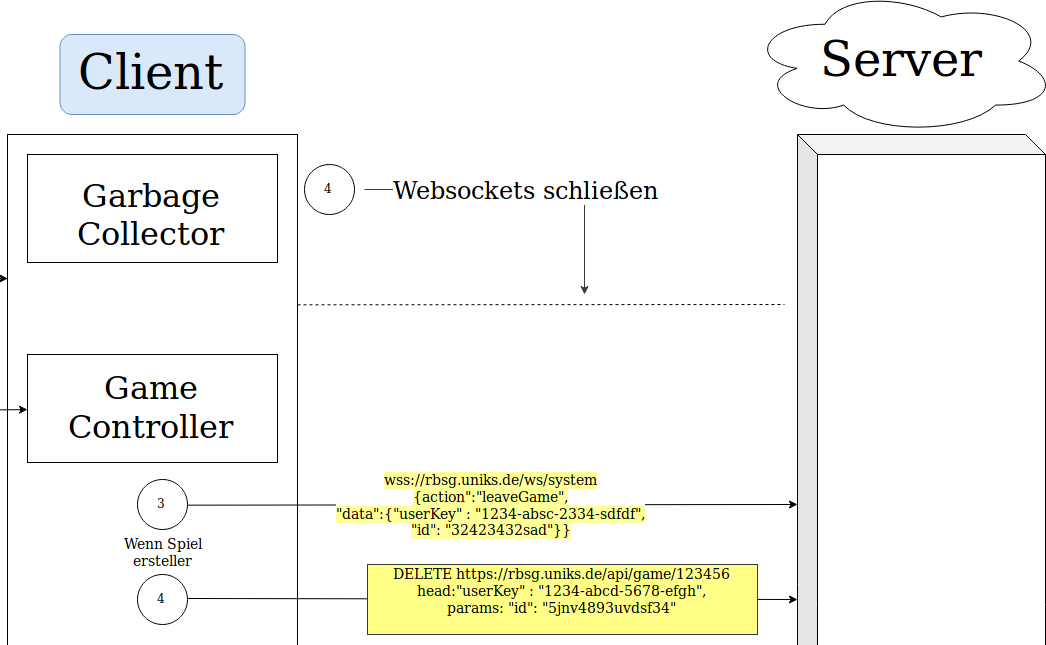 Client
Server
Garbage
Collector
4
Websockets schließen
Game
Controller
3
wss://rbsg.uniks.de/ws/system
{action":"leaveGame",
"data":{"userKey" : "1234-absc-2334-sdfdf",
"id": "32423432sad"}}
Wenn Spiel
ersteller
4
DELETE https://rbsg.uniks.de/api/game/123456
head:"userKey" : "1234-abcd-5678-efgh",
params: "id": "5jnv4893uvdsf34"